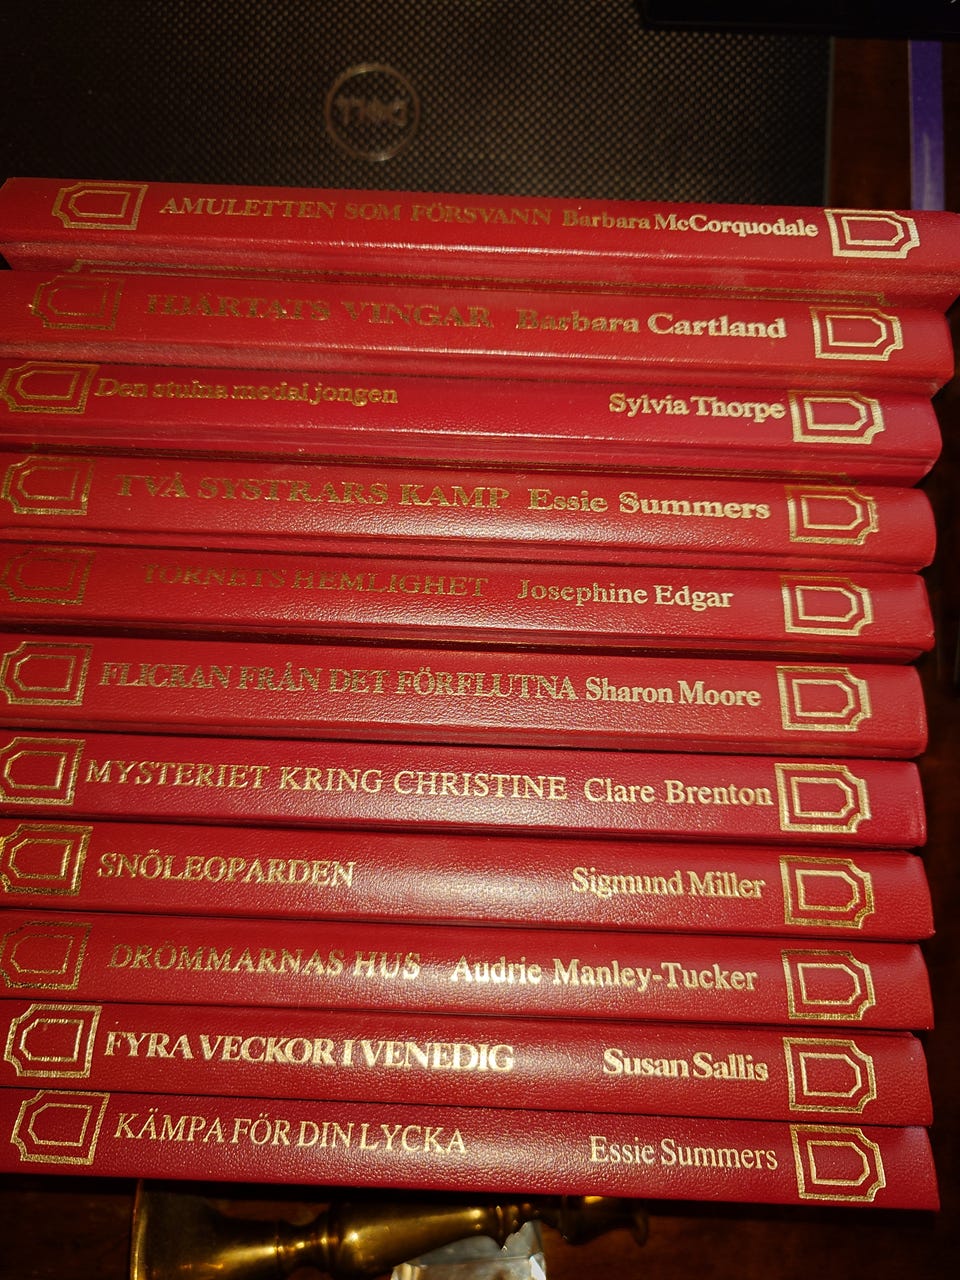 DELL
AMULETTEN SOM FÖRSVANN Barbara McCorquodale
HJÄRTATS VINGAR Barbara Cartland
Den stulna medaljongen Sylvia Thorpe
TVÅ SYSTRARS KAMP Essie Summers
TORNETS HEMLIGHET Josephine Edgar
FLICKAN FRÅN DET FÖRFLUTNA Sharon Moore
MYSTERIET KRING CHRISTINE Clare Brenton
SNÖLEOPARDEN Sigmund Miller
DRÖMMARNAS HUS Audrie Manley-Tucker
FYRA VECKOR I VENEDIG Susan Sallis
KÄMPA FÖR DIN LYCKA Essie Summers